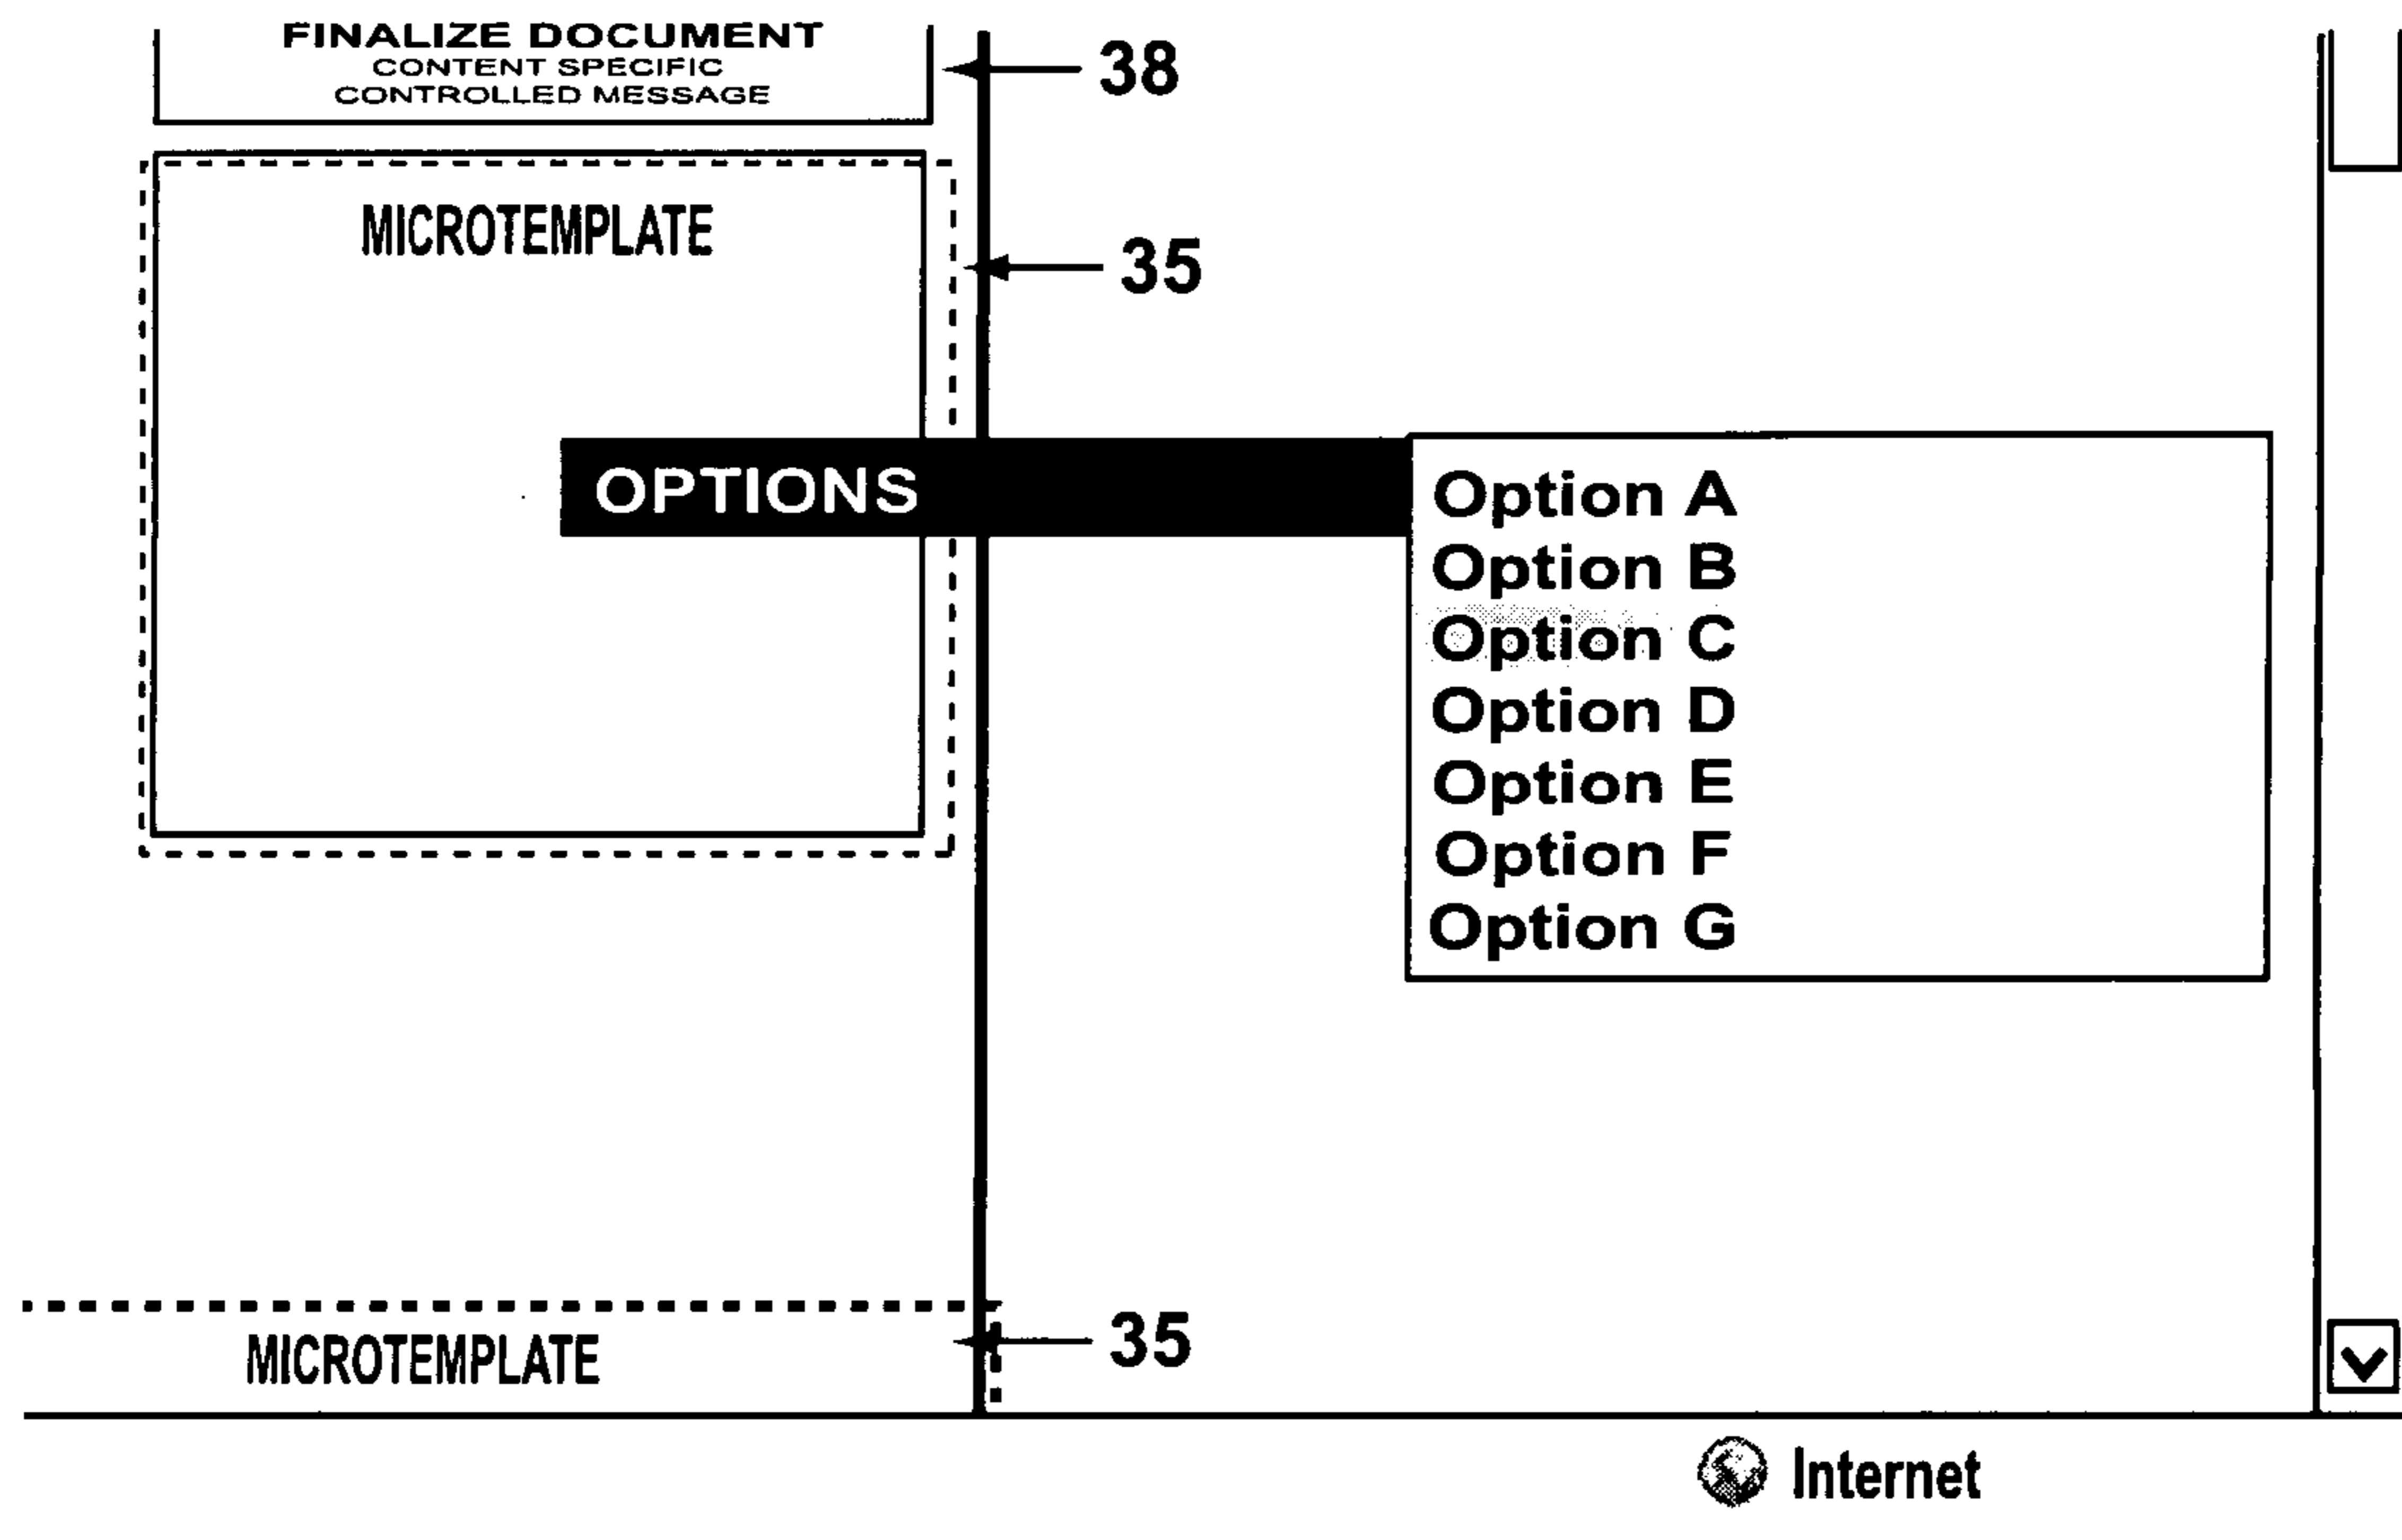 FINALIZE DOCUMENT
CONTENT SPECIFIC
CONTROLLED MESSAGE
38
MICROTEMPLATE
35
OPTIONS
Option A
Option B
Option C
Option D
Option E
Option F
Option G
MICROTEMPLATE
35
Internet